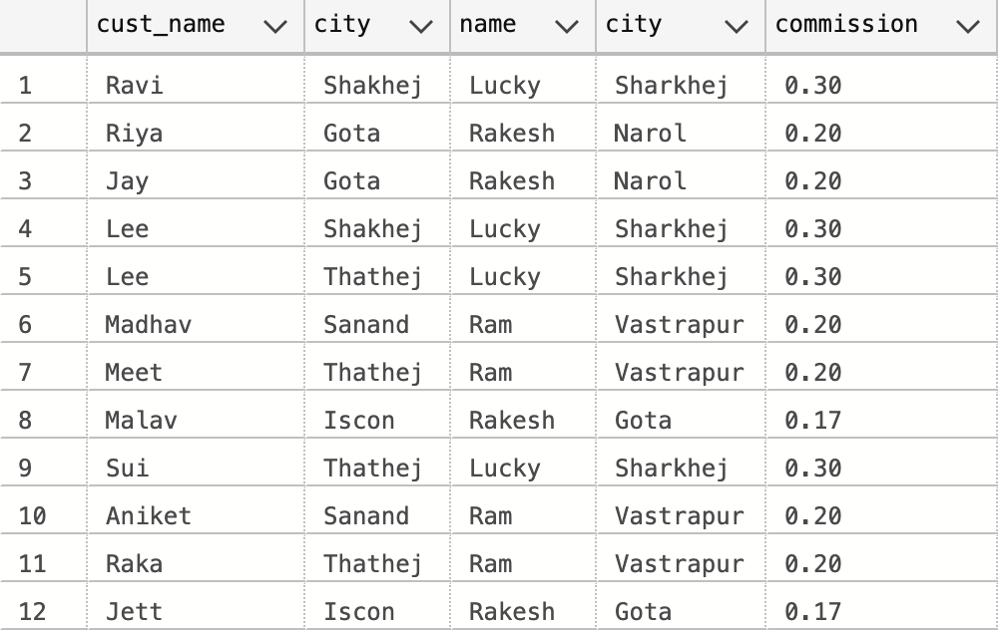 cust_name city name city commission
1 Ravi Shakhej Lucky Sharkhej 0.30
2 Riya Gota Rakesh Narol 0.20
3 Jay Gota Rakesh Narol 0.20
4 Lee Shakhej Lucky Sharkhej 0.30
5 Lee Thathej Lucky Sharkhej 0.30
6 Madhav Sanand Ram Vastrapur 0.20
7 Meet Thathej Ram Vastrapur 0.20
8 Malav Iscon Rakesh Gota 0.17
9 Sui Thathej Lucky Sharkhej 0.30
10 Aniket Sanand Ram Vastrapur 0.20
11 Raka Thathej Ram Vastrapur 0.20
12 Jett Iscon Rakesh Gota 0.17